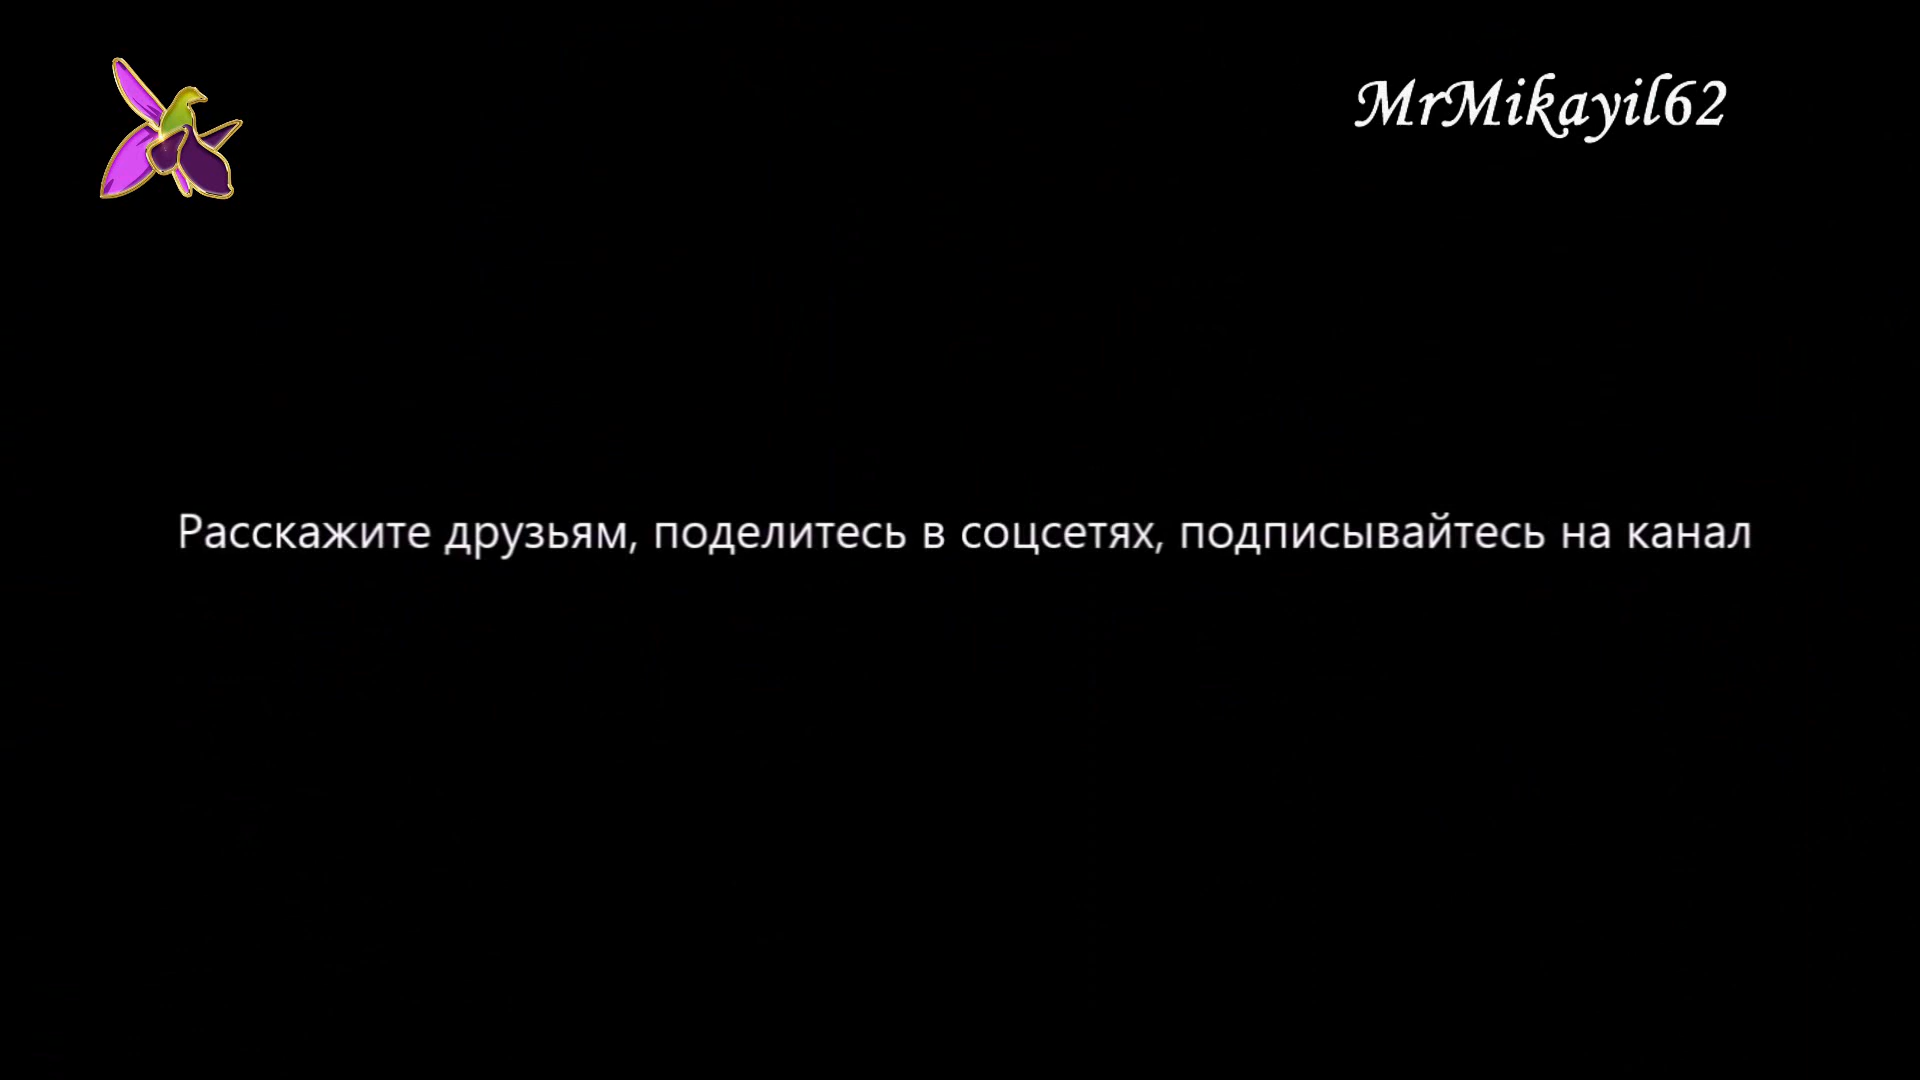 MrMikayil62
Расскажите друзьям, поделитесь в соцсетях, подписывайтесь на канал